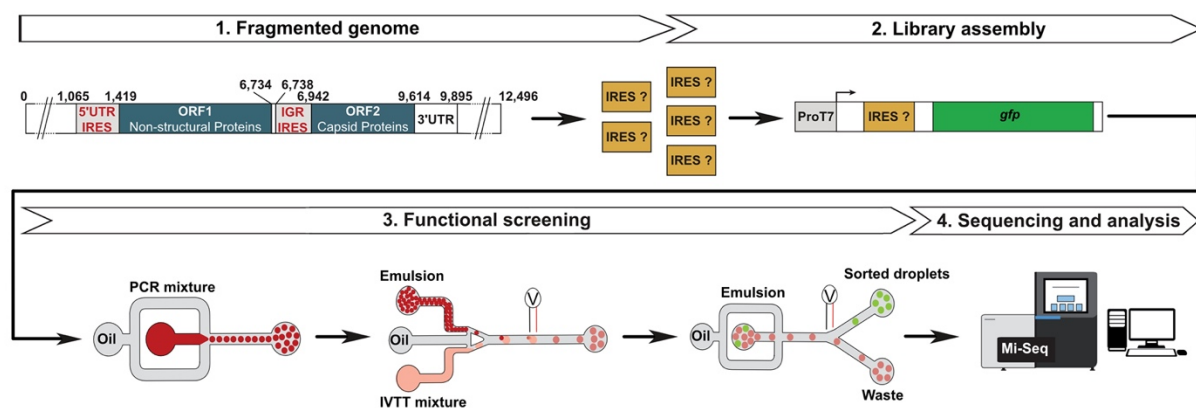 1. Fragmented genome
2. Library assembly
0
1,065
1,419
6,734
6,738
6,942
9,614
9,895
12,496
5'UTR
IRES
ORF1
Non-structural Proteins
IGR
IRES
ORF2
Capsid Proteins
3'UTR
IRES ?
IRES ?
IRES ?
IRES ?
IRES ?
ProT7
IRES ?
gfp
3. Functional screening
4. Sequencing and analysis
PCR mixture
Oil
Emulsion
Oil
IVTT mixture
V
Emulsion
Oil
V
Sorted droplets
Waste
Mi-Seq